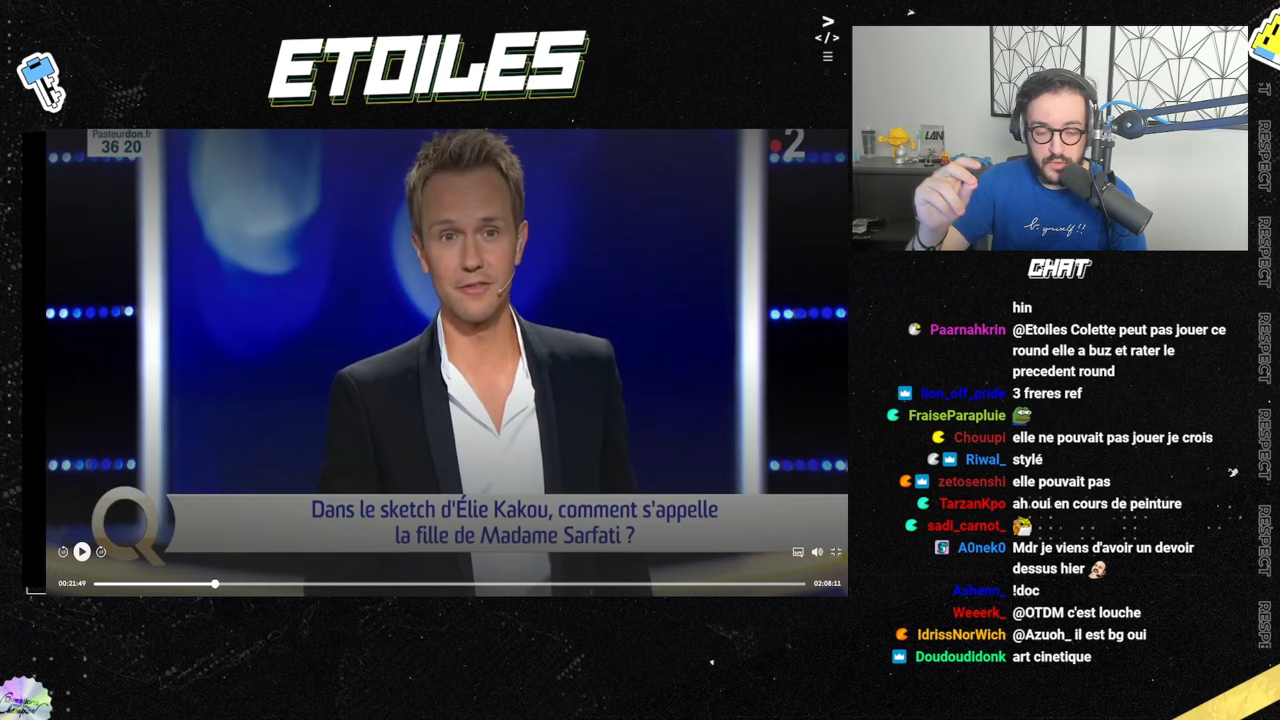 ETOILES
Pasteurdon.fr
36 20
2
LAN
b. yourself !!
Dans le sketch d'Élie Kakou, comment s'appelle
la fille de Madame Sarfati ?
00:21:49
02:08:11
CHAT
hin
Paarnahkrin @Etoiles Colette peut pas jouer ce
round elle a buz et rater le
precedent round
lion_off_pride 3 freres ref
FraiseParapluie
Chouupi elle ne pouvait pas jouer je crois
Riwal_ stylé
zetosenshi elle pouvait pas
TarzanKpo ah oui en cours de peinture
sadi_carnot_
A0nek0 Mdr je viens d'avoir un devoir
dessus hier
Ashenn_ !doc
Weeerk_ @OTDM c'est louche
IdrissNorWich @Azuoh_ il est bg oui
Doudoudidonk art cinetique
RESPECT
RESPECT
RESPECT
RESPECT
RESPECT